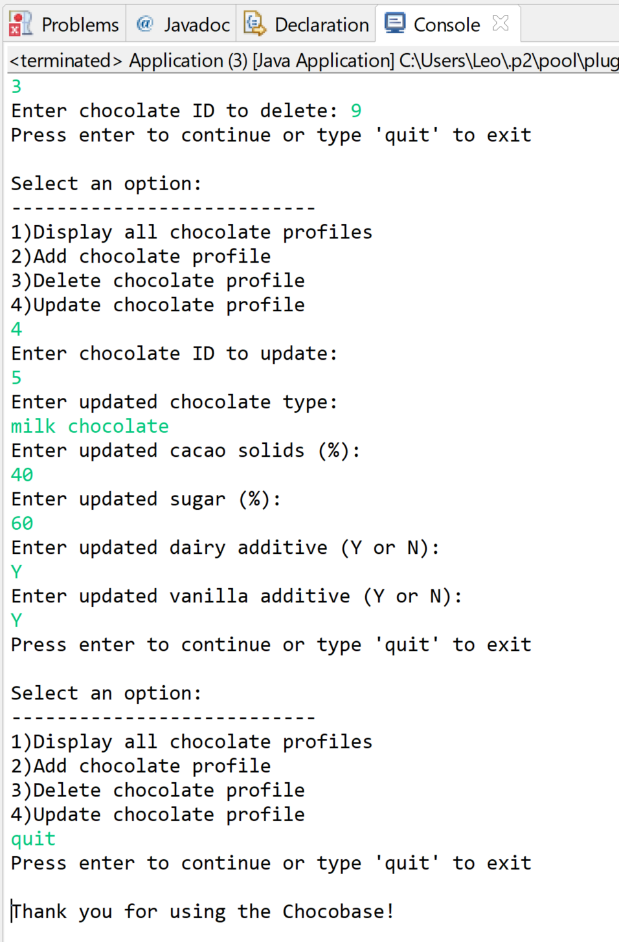 Problems @ Javadoc Declaration Console
<terminated> Application (3) [Java Application] C:\Users\Leo\.p2\pool\plug
3
Enter chocolate ID to delete: 9
Press enter to continue or type 'quit' to exit
Select an option:
---------------------------
1)Display all chocolate profiles
2)Add chocolate profile
3)Delete chocolate profile
4)Update chocolate profile
4
Enter chocolate ID to update:
5
Enter updated chocolate type:
milk chocolate
Enter updated cacao solids (%):
40
Enter updated sugar (%):
60
Enter updated dairy additive (Y or N):
Y
Enter updated vanilla additive (Y or N):
Y
Press enter to continue or type 'quit' to exit
Select an option:
---------------------------
1)Display all chocolate profiles
2)Add chocolate profile
3)Delete chocolate profile
4)Update chocolate profile
quit
Press enter to continue or type 'quit' to exit
Thank you for using the Chocobase!